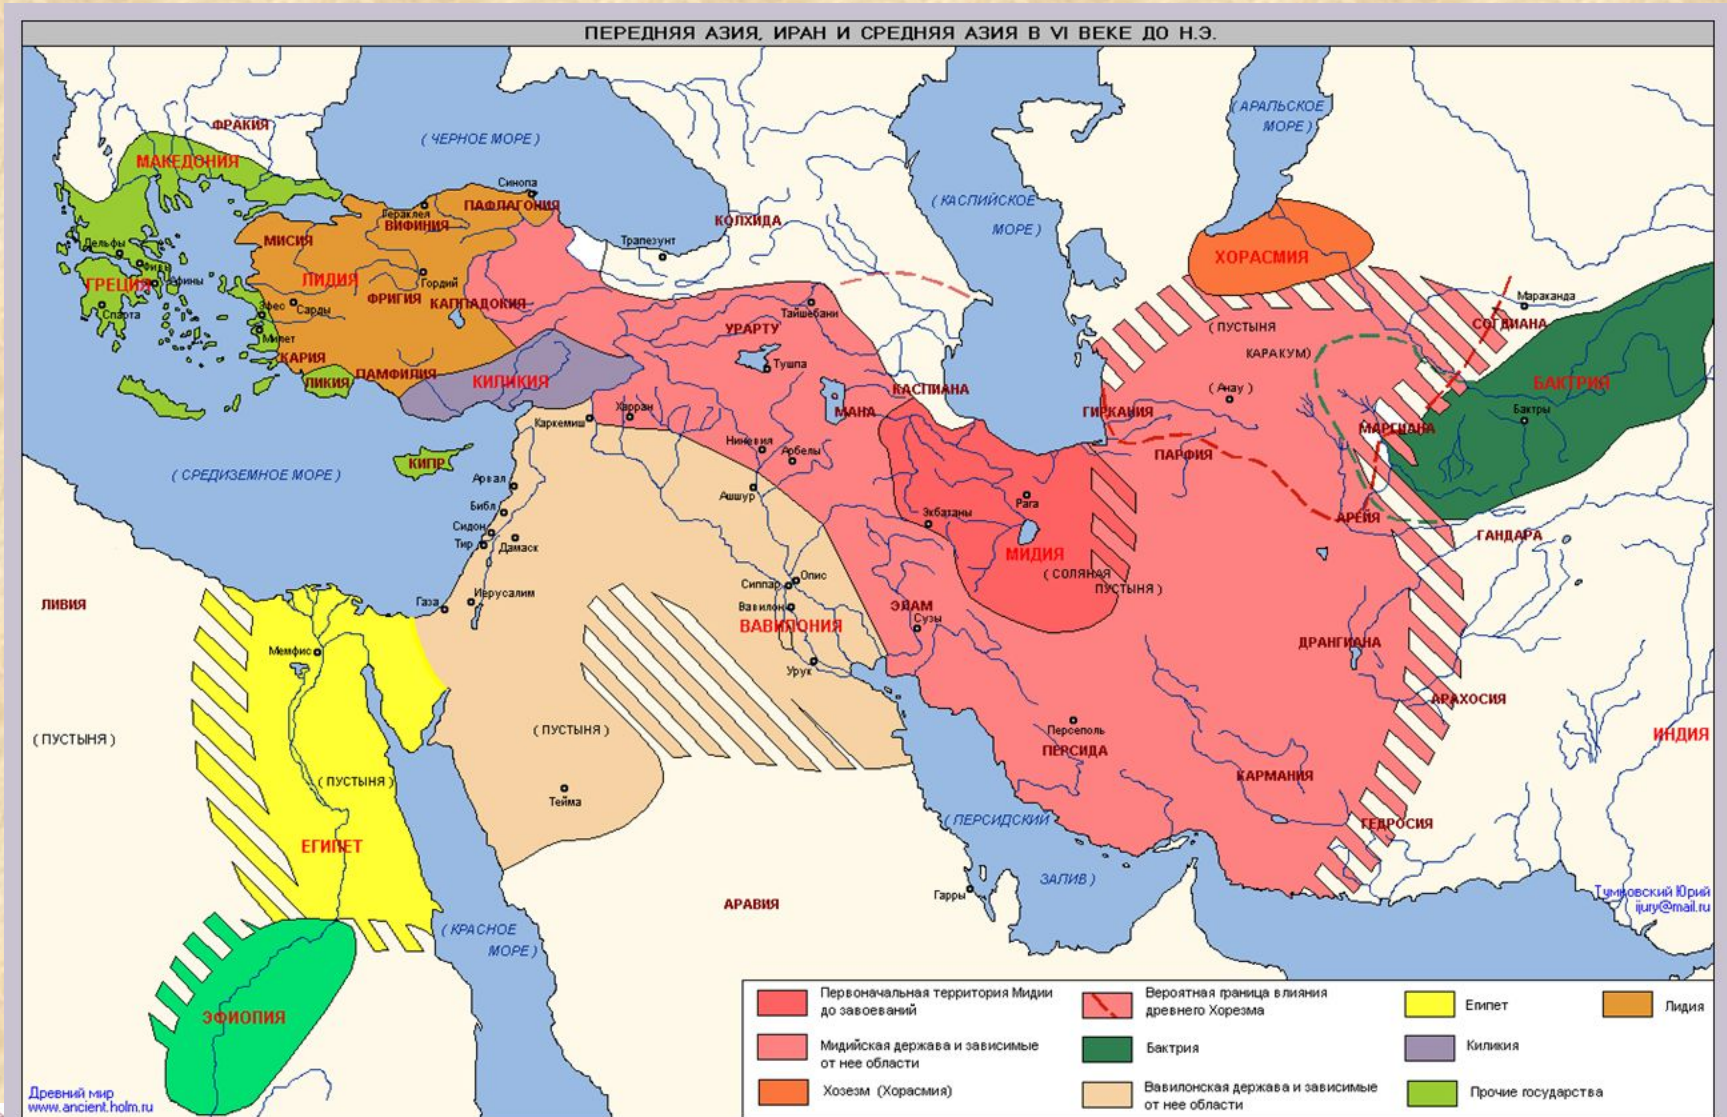 ПЕРЕДНЯЯ АЗИЯ, ИРАН И СРЕДНЯЯ АЗИЯ В VI ВЕКЕ ДО Н.Э.
ФРАКИЯ
МАКЕДОНИЯ
( ЧЕРНОЕ МОРЕ )
( АРАЛЬСКОЕ
МОРЕ )
( КАСПИЙСКОЕ
МОРЕ )
Синопа
ПАФЛАГОНИЯ
Гераклея
ВИФИНИЯ
МИСИЯ
КОЛХИДА
Трапезунт
Дельфы
Фивы
Афины
ГРЕЦИЯ
Спарта
ЛИДИЯ
Гордий
ФРИГИЯ
КАППАДОКИЯ
Эфес
Сарды
Милет
КАРИЯ
ЛИКИЯ
ПАМФИЛИЯ
КИЛИКИЯ
УРАРТУ
Тайшебани
Тушпа
ХОРАСМИЯ
Мараканда
СОГДИАНА
( ПУСТЫНЯ
КАРАКУМ)
( Анау )
БАКТРИЯ
Бактры
КАСПИАНА
МАНА
ГИРКАНИЯ
МАРГИАНА
ПАРФИЯ
Харран
Каркемиш
Ниневия
Арбелы
Ашшур
( СРЕДИЗЕМНОЕ МОРЕ )
КИПР
Арвал
Библ
Сидон
Тир
Дамаск
Рага
Экбатаны
МИДИЯ
( СОЛЯНАЯ
ПУСТЫНЯ )
АРЕЙЯ
ГАНДАРА
ЛИВИЯ
Газа
Иерусалим
Опис
Сиппар
Вавилон
ВАВИЛОНИЯ
Урук
ЭЛАМ
Сузы
ДРАНГИАНА
АРАХОСИЯ
ИНДИЯ
Мемфис
( ПУСТЫНЯ )
( ПУСТЫНЯ )
( ПУСТЫНЯ )
Тейма
Персеполь
ПЕРСИДА
КАРМАНИЯ
ГЕДРОСИЯ
ЕГИПЕТ
( ПЕРСИДСКИЙ
ЗАЛИВ )
Гарры
АРАВИЯ
( КРАСНОЕ
МОРЕ )
ЭФИОПИЯ
Тумковский Юрий
ijury@mail.ru
Первоначальная территория Мидии
до завоеваний
Мидийская держава и зависимые
от нее области
Хозезм (Хорасмия)
Вероятная граница влияния
древнего Хорезма
Бактрия
Вавилонская держава и зависимые
от нее области
Египет
Киликия
Прочие государства
Лидия
Древний мир
www.ancient.holm.ru